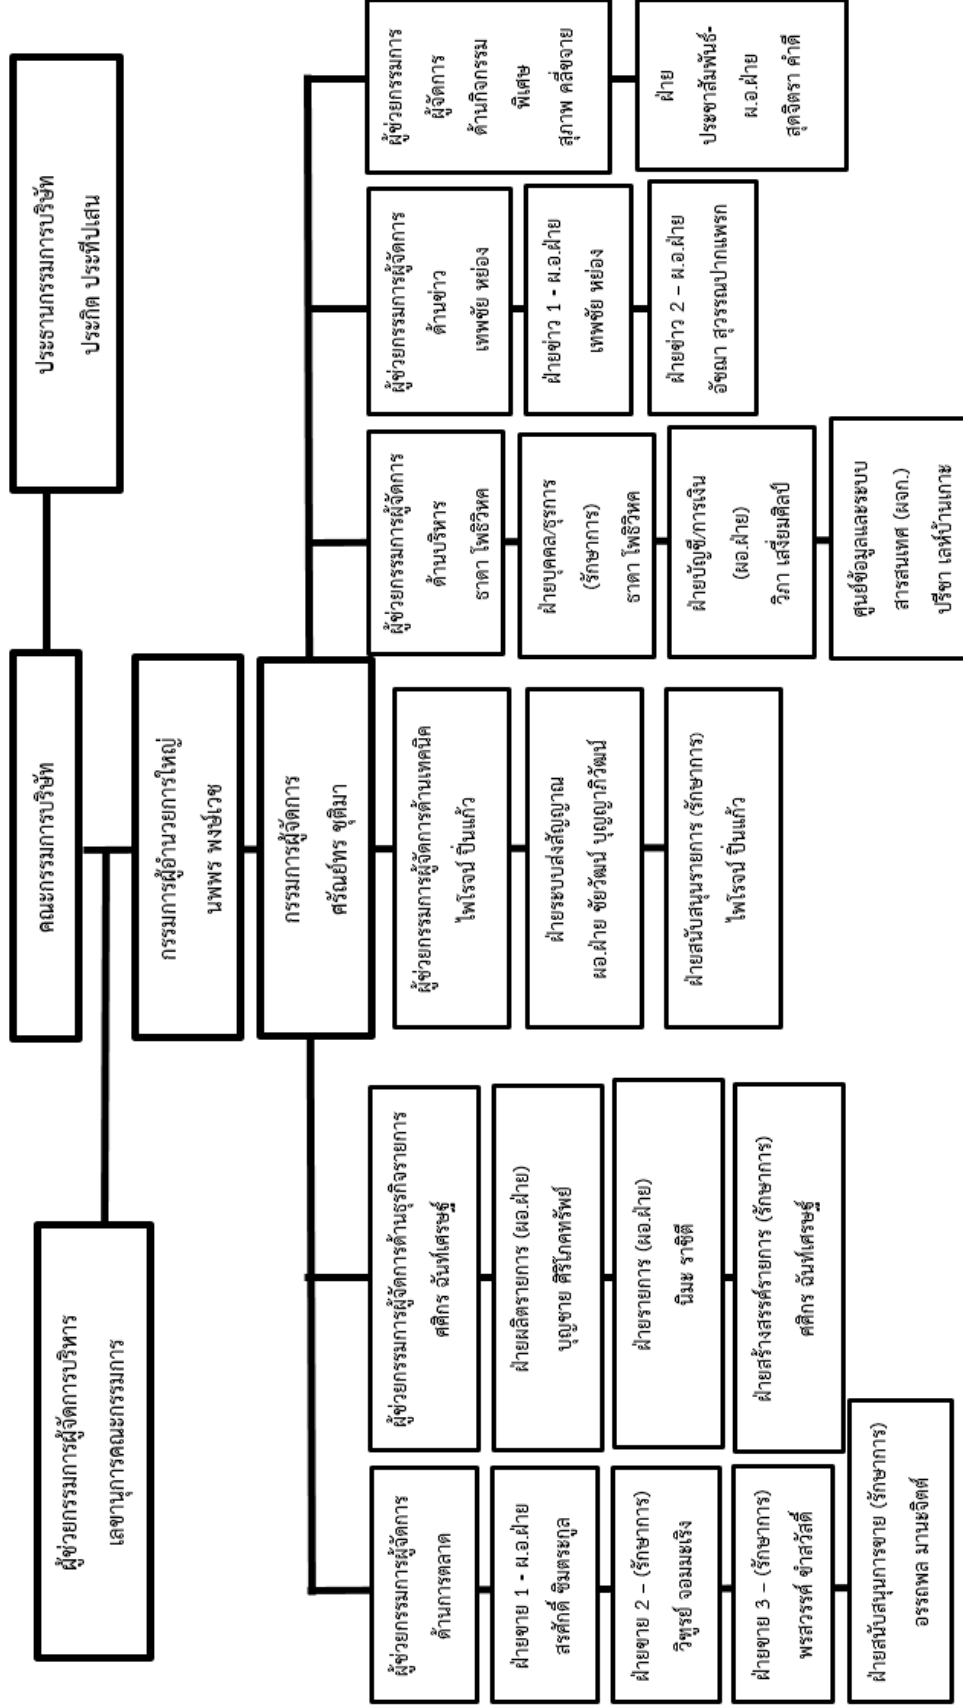 ประธานกรรมการบริษัท
ประกิต ประทีปเสน
คณะกรรมการบริษัท
ผู้ช่วยกรรมการผู้จัดการบริหาร
เลขานุการคณะกรรมการ
กรรมการผู้อำนวยการใหญ่
นพพร พงษ์เวช
กรรมการผู้จัดการ
ศรัณย์ทร ชุติมา
ผู้ช่วยกรรมการผู้จัดการ
ด้านการตลาด
ฝ่ายขาย 1 - ผ.อ.ฝ่าย
สรศักดิ์ ชิมตระกูล
ฝ่ายขาย 2 – (รักษาการ)
วิฑูรย์ จอมมะเริง
ฝ่ายขาย 3 – (รักษาการ)
พรสวรรค์ ขำสวัสดิ์
ฝ่ายสนับสนุนการขาย (รักษาการ)
อรรถพล มานะจิตต์
ผู้ช่วยกรรมการผู้จัดการด้านธุรกิจรายการ
ศศิกร ฉันท์เศรษฐ์
ฝ่ายผลิตรายการ (ผอ.ฝ่าย)
บุญชาย ศิริโภคทรัพย์
ฝ่ายรายการ (ผอ.ฝ่าย)
นิมะ ราชิตี
ฝ่ายสร้างสรรค์รายการ (รักษาการ)
ศศิกร ฉันท์เศรษฐ์
ผู้ช่วยกรรมการผู้จัดการด้านเทคนิค
ไพโรจน์ ปิ่นแก้ว
ฝ่ายระบบส่งสัญญาณ
ผอ.ฝ่าย ชัยวัฒน์ บุญญาภิวัฒน์
ฝ่ายสนับสนุนรายการ (รักษาการ)
ไพโรจน์ ปิ่นแก้ว
ผู้ช่วยกรรมการผู้จัดการ
ด้านบริหาร
ธาดา โพธิวิหค
ฝ่ายบุคคล/ธุรการ
(รักษาการ)
ธาดา โพธิวิหค
ฝ่ายบัญชี/การเงิน
(ผอ.ฝ่าย)
วิภา เสงี่ยมศิลป์
ศูนย์ข้อมูลและระบบ
สารสนเทศ (ผจก.)
ปรีชา เลห์บ้านเกาะ
ผู้ช่วยกรรมการผู้จัดการ
ด้านข่าว
เทพชัย หย่อง
ฝ่ายข่าว 1 - ผ.อ.ฝ่าย
เทพชัย หย่อง
ฝ่ายข่าว 2 – ผ.อ.ฝ่าย
อัชฌา สุวรรณปากแพรก
ผู้ช่วยกรรมการ
ผู้จัดการ
ด้านกิจกรรม
พิเศษ
สุภาพ คลี่ขจาย
ฝ่าย
ประชาสัมพันธ์-
ผ.อ.ฝ่าย
สุดจิตรา คำดี